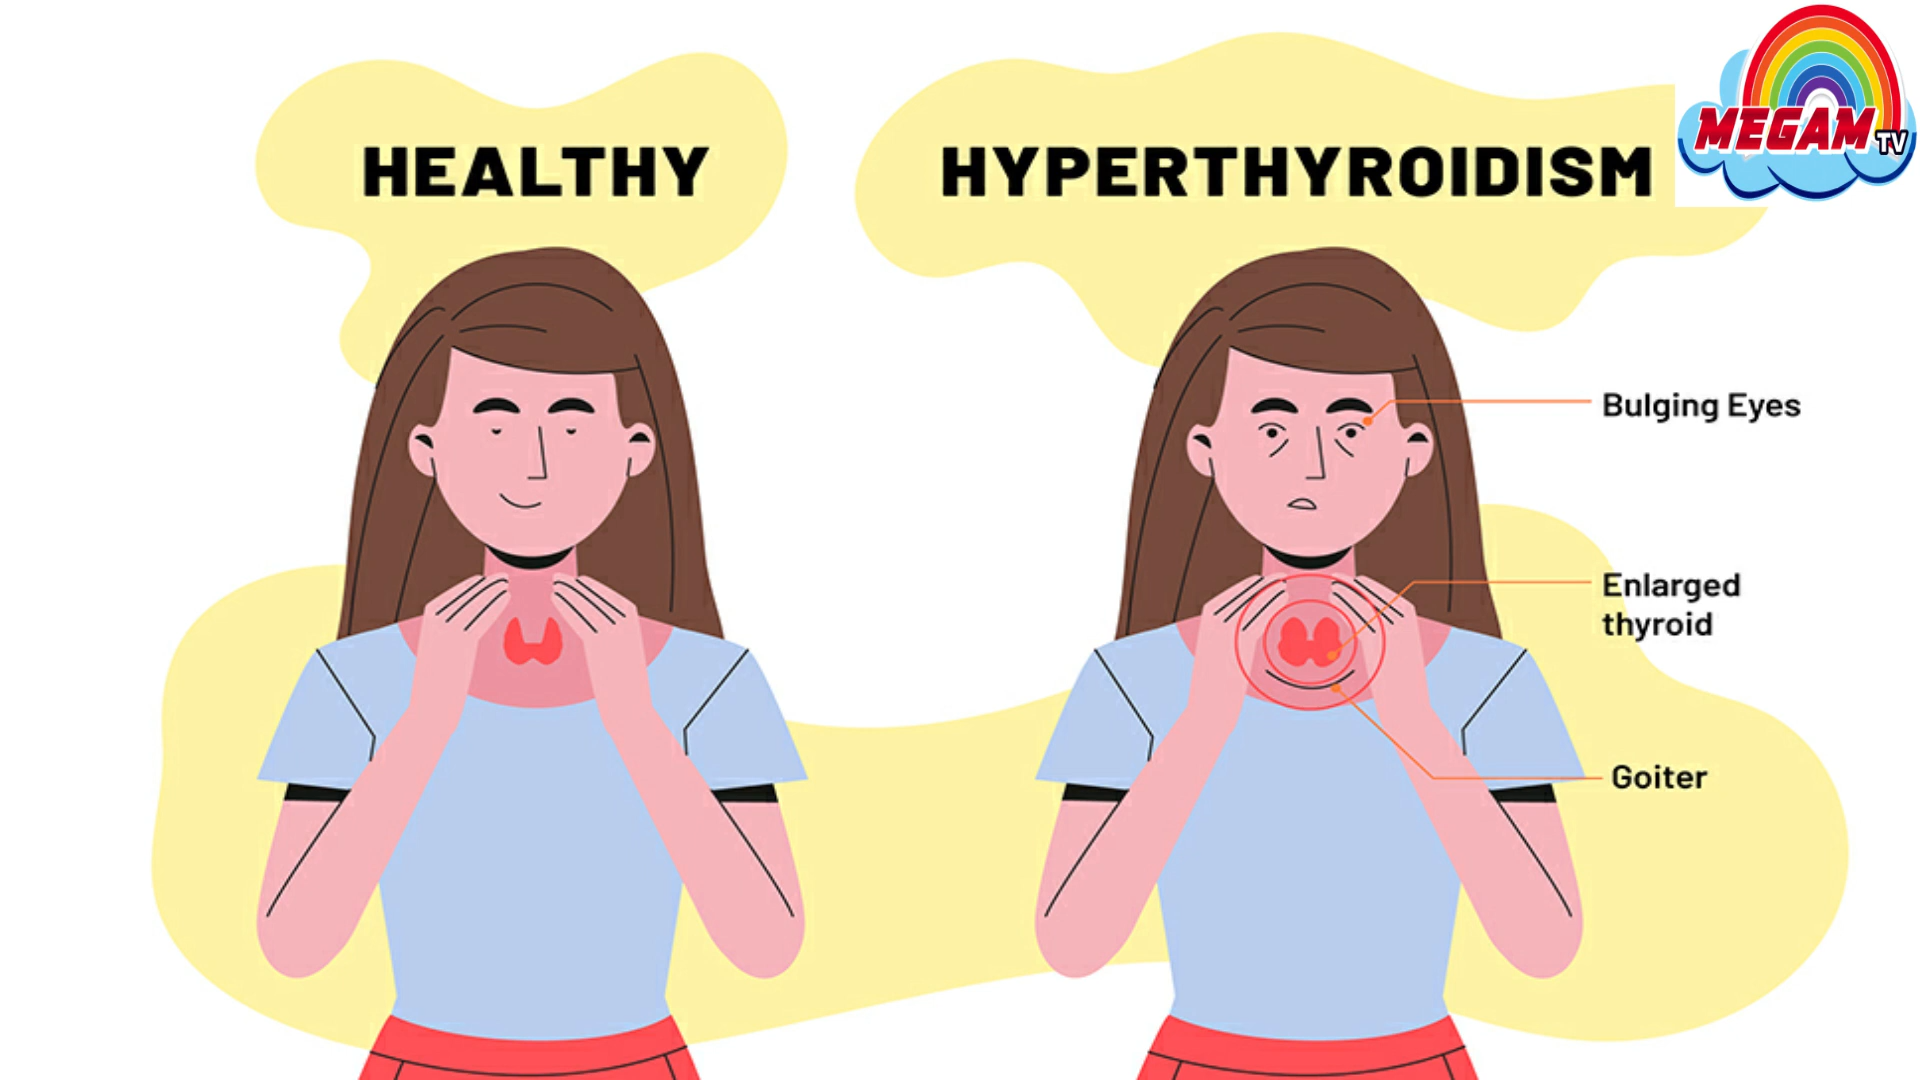 HEALTHY
HYPERTHYROIDISM
MEGAM
TV
Bulging Eyes
Enlarged
thyroid
Goiter